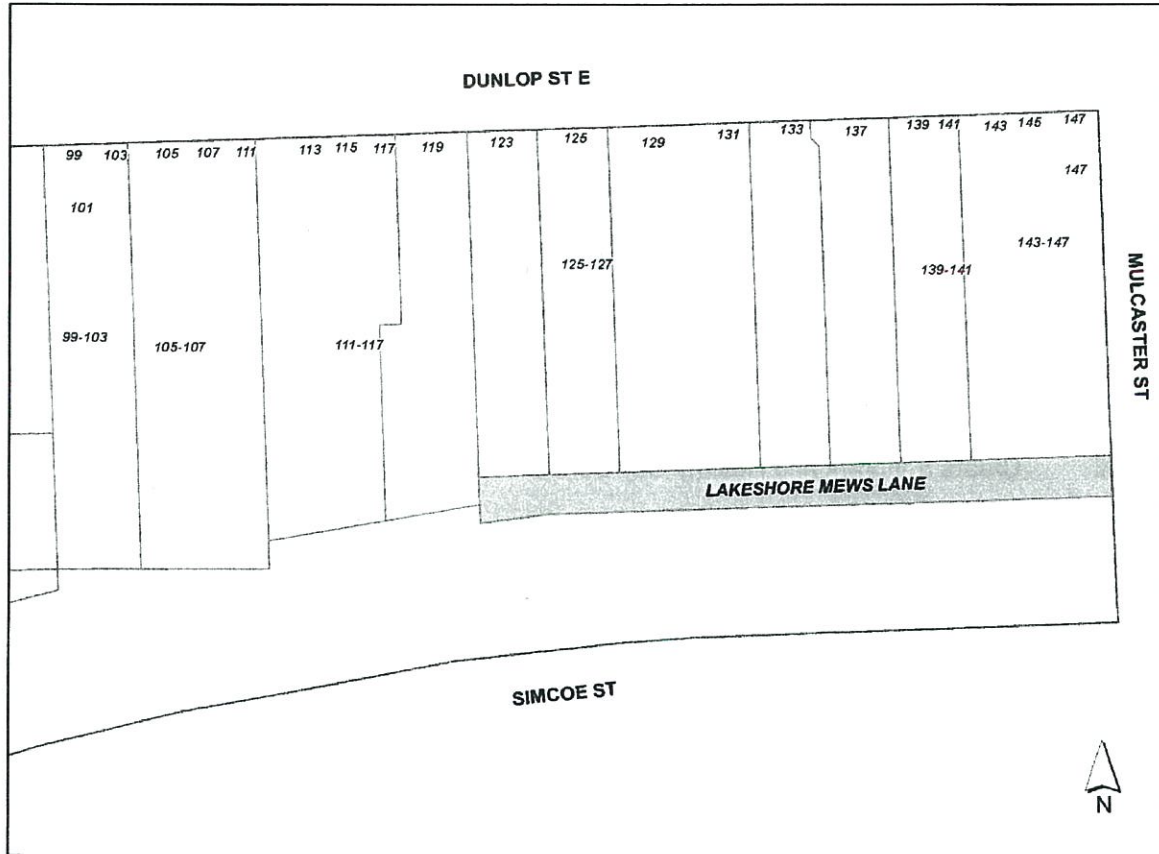 DUNLOP ST E
99 103 105 107 111 113 115 117 119 123 125 129 131 133 137 139 141 143 145 147
101
147
125-127
139-141
143-147
99-103
105-107
111-117
MULCASTER ST
LAKESHORE MEWS LANE
SIMCOE ST
N